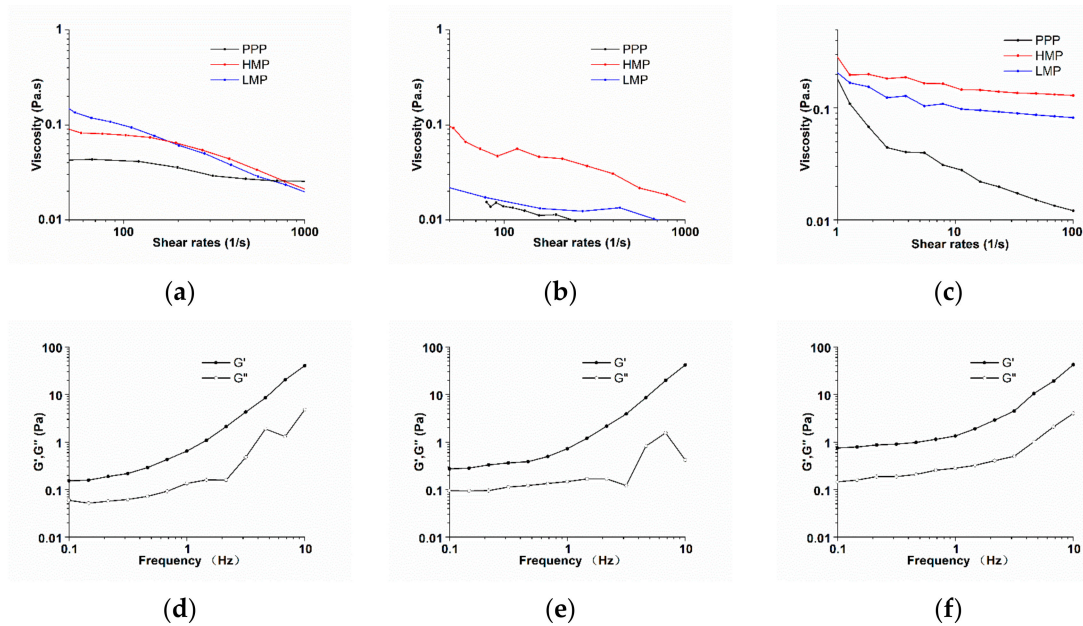 1
0.1
0.01
Viscosity (Pa.s)
PPP
HMP
LMP
100
1000
Shear rates (1/s)
(a)
1
0.1
0.01
Viscosity (Pa.s)
PPP
HMP
LMP
100
1000
Shear rates (1/s)
(b)
0.1
0.01
Viscosity (Pa.s)
PPP
HMP
LMP
1
10
100
Shear rates (1/s)
(c)
100
10
1
0.1
0.01
G',G'' (Pa)
G'
G''
0.1
1
10
Frequency (Hz)
(d)
100
10
1
0.1
0.01
G',G'' (Pa)
G'
G''
0.1
1
10
Frequency (Hz)
(e)
100
10
1
0.1
0.01
G',G'' (Pa)
G'
G''
0.1
1
10
Frequency (Hz)
(f)